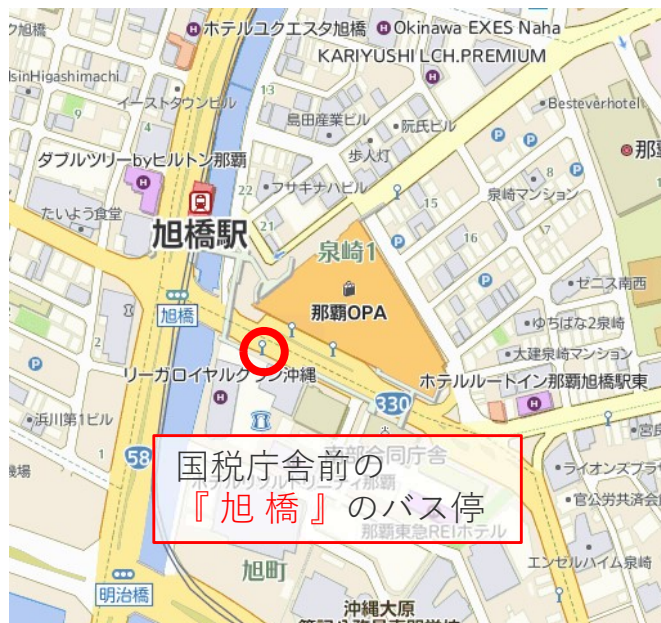 ホテルユクエスタ旭橋
Okinawa EXES Naha
KARIYUSHI LCH.PREMIUM
sinHigashimachi
イーストタウンビル
13
島田産業ビル
阮氏ビル
Besteverhotel
9
4
歩人灯
那覇
ダブルツリーbyヒルトン那覇
22
フサキナハビル
15
8
泉崎マンション
たいよう食堂
旭橋駅
21
泉崎1
16
7
那覇OPA
ゼニス南西
旭橋
ゆちばな2泉崎
大建泉崎マンション
リーガロイヤルグラン沖縄
ホテルルートイン那覇旭橋駅東
330
浜川第1ビル
1
58
国税庁舎前の
『旭橋』のバス停
ライオンズプラ
官公労共済会
那覇東急REIホテル
エンゼルハイム泉崎
旭町
明治橋
沖縄大原